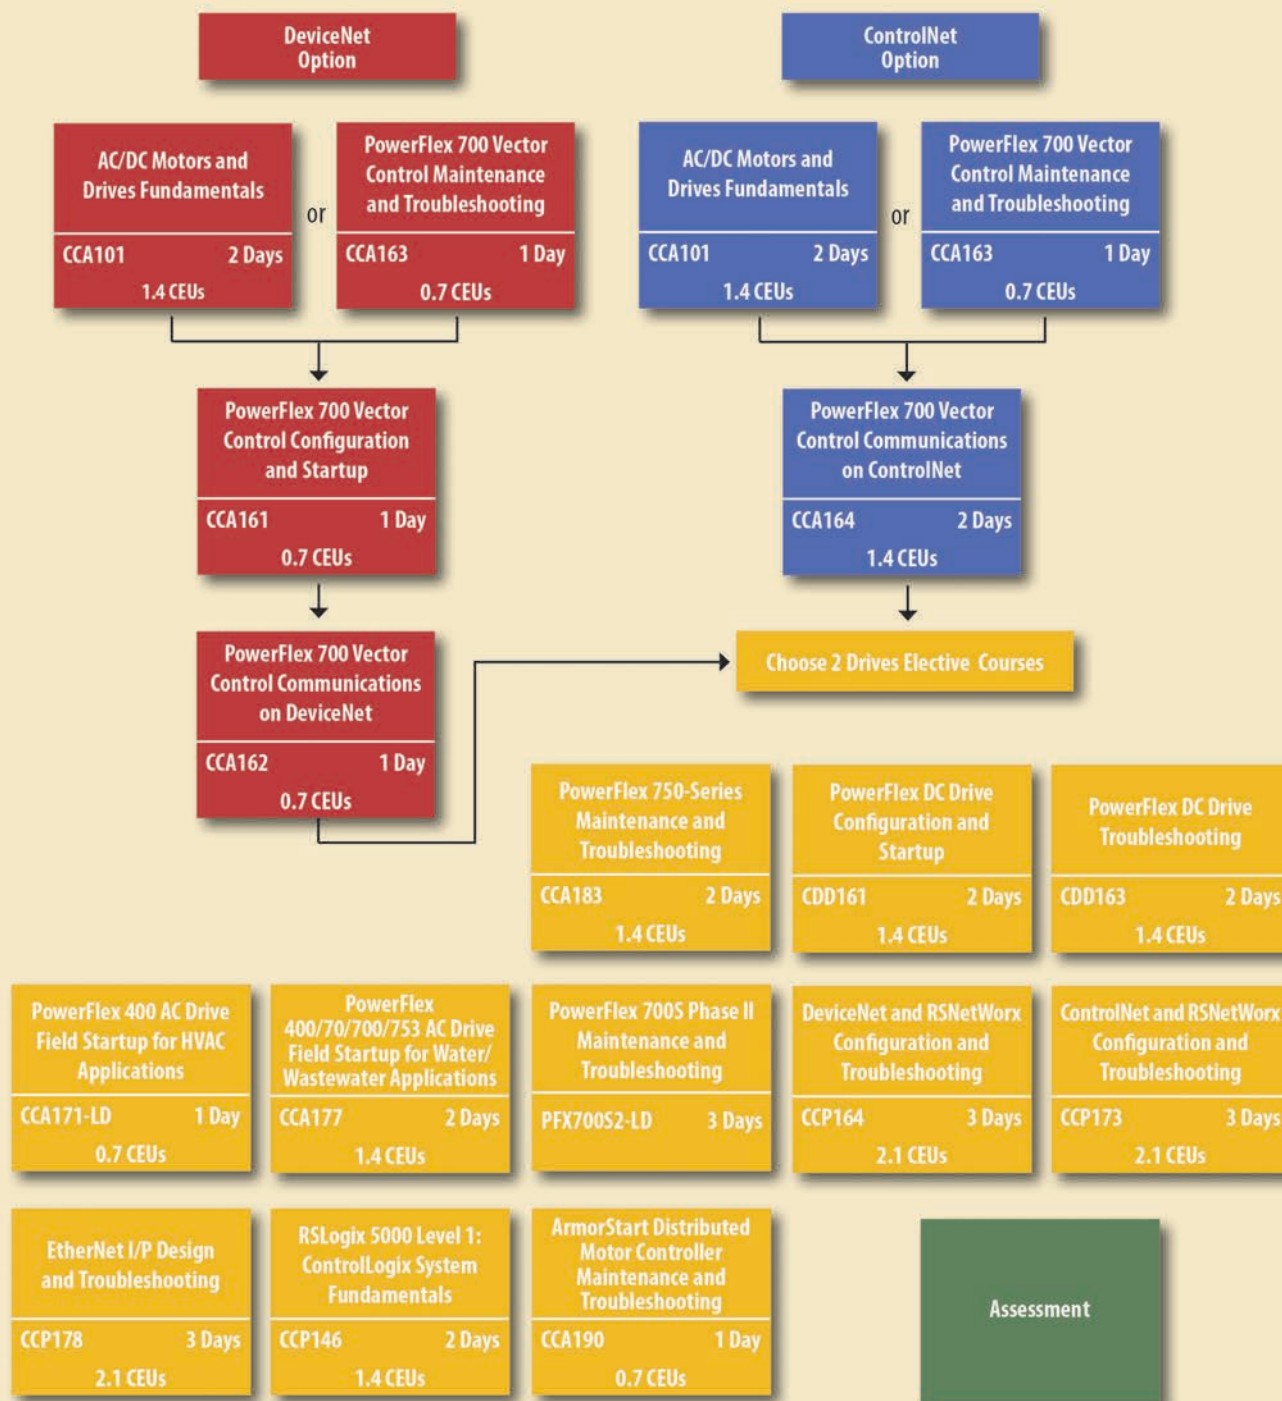 DeviceNet
Option
ControlNet
Option
AC/DC Motors and
Drives Fundamentals
CCA101 2 Days
1.4 CEUs
or
PowerFlex 700 Vector
Control Maintenance
and Troubleshooting
CCA163 1 Day
0.7 CEUs
AC/DC Motors and
Drives Fundamentals
CCA101 2 Days
1.4 CEUs
or
PowerFlex 700 Vector
Control Maintenance
and Troubleshooting
CCA163 1 Day
0.7 CEUs
PowerFlex 700 Vector
Control Configuration
and Startup
CCA161 1 Day
0.7 CEUs
PowerFlex 700 Vector
Control Communications
on ControlNet
CCA164 2 Days
1.4 CEUs
PowerFlex 700 Vector
Control Communications
on DeviceNet
CCA162 1 Day
0.7 CEUs
Choose 2 Drives Elective Courses
PowerFlex 750-Series
Maintenance and
Troubleshooting
CCA183 2 Days
1.4 CEUs
PowerFlex DC Drive
Configuration and
Startup
CDD161 2 Days
1.4 CEUs
PowerFlex DC Drive
Troubleshooting
CDD163 2 Days
1.4 CEUs
PowerFlex 400 AC Drive
Field Startup for HVAC
Applications
CCA171-LD 1 Day
0.7 CEUs
PowerFlex
400/70/700/753 AC Drive
Field Startup for Water/
Wastewater Applications
CCA177 2 Days
1.4 CEUs
PowerFlex 700S Phase II
Maintenance and
Troubleshooting
PFX700S2-LD 3 Days
DeviceNet and RSNetWorx
Configuration and
Troubleshooting
CCP164 3 Days
2.1 CEUs
ControlNet and RSNetWorx
Configuration and
Troubleshooting
CCP173 3 Days
2.1 CEUs
EtherNet I/P Design
and Troubleshooting
CCP178 3 Days
2.1 CEUs
RSLogix 5000 Level 1:
ControlLogix System
Fundamentals
CCP146 2 Days
1.4 CEUs
ArmorStart Distributed
Motor Controller
Maintenance and
Troubleshooting
CCA190 1 Day
0.7 CEUs
Assessment